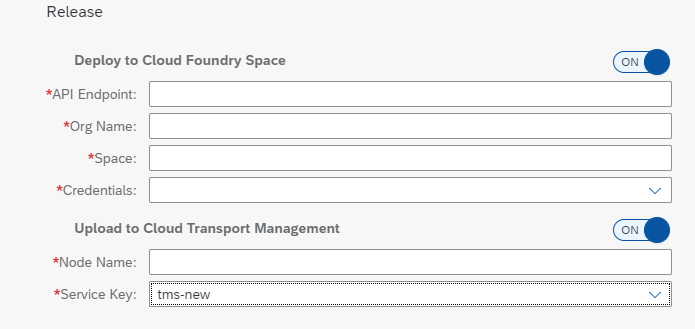 Release
Deploy to Cloud Foundry Space ON
*API Endpoint:
*Org Name:
*Space:
*Credentials:
Upload to Cloud Transport Management ON
*Node Name:
*Service Key: tms-new